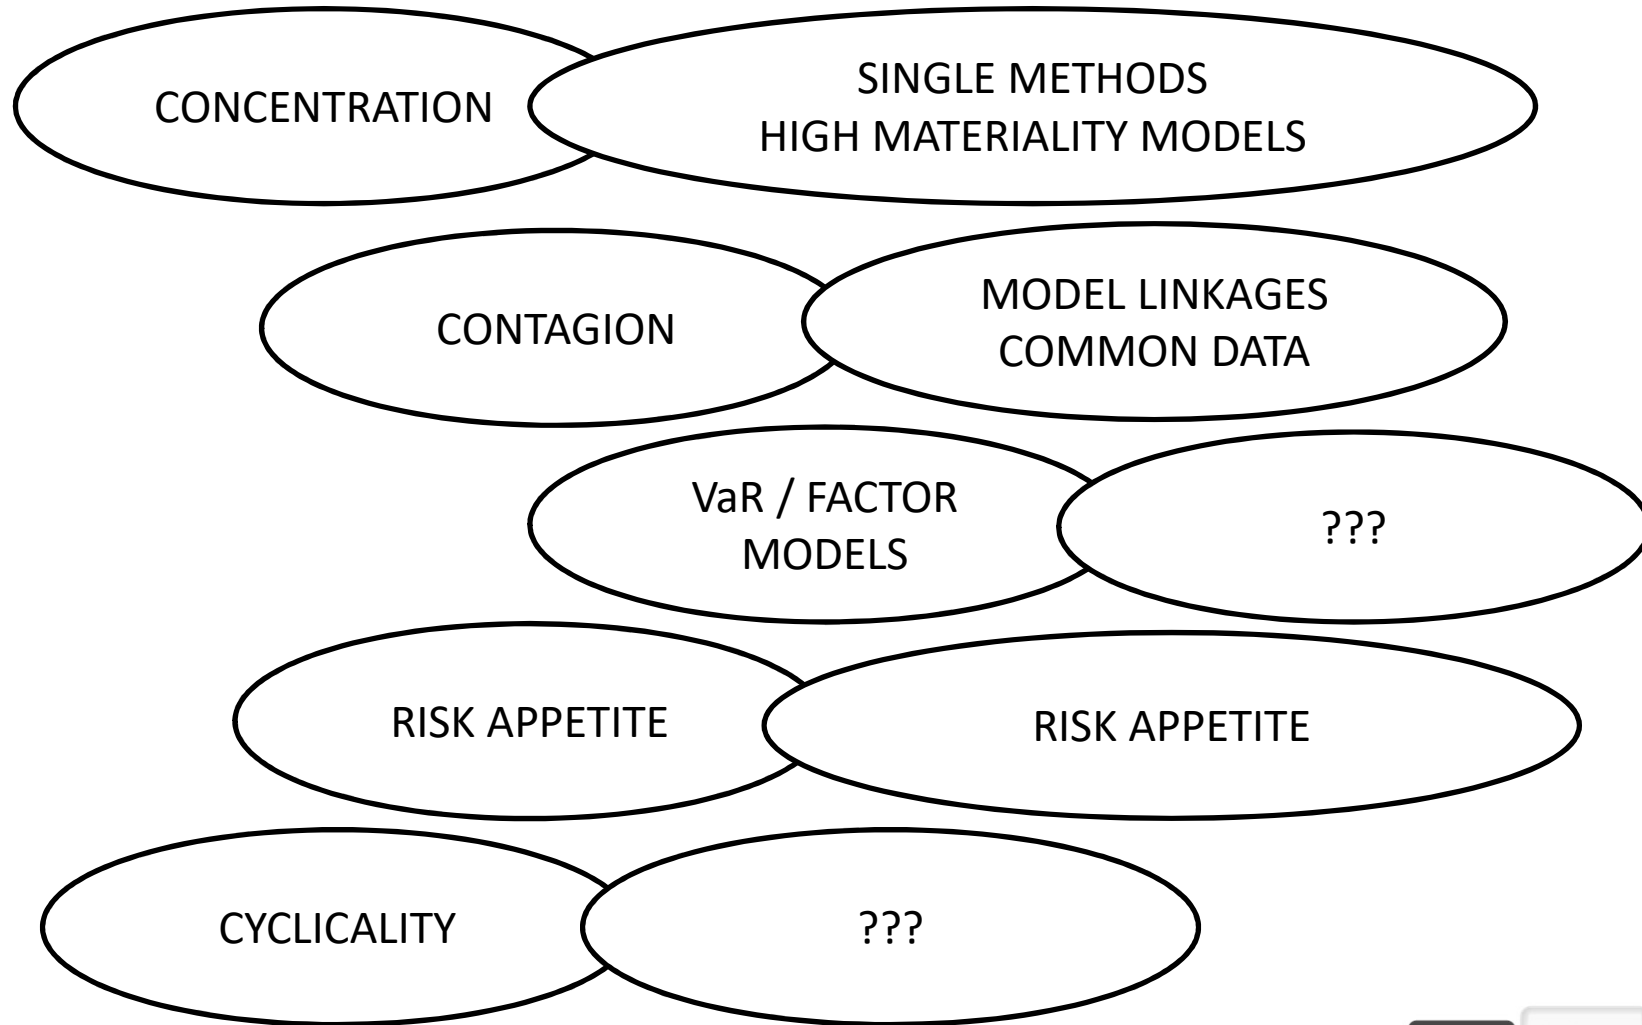 CONCENTRATION
SINGLE METHODS
HIGH MATERIALITY MODELS
CONTAGION
MODEL LINKAGES
COMMON DATA
VaR / FACTOR
MODELS
???
RISK APPETITE
RISK APPETITE
CYCLICALITY
???